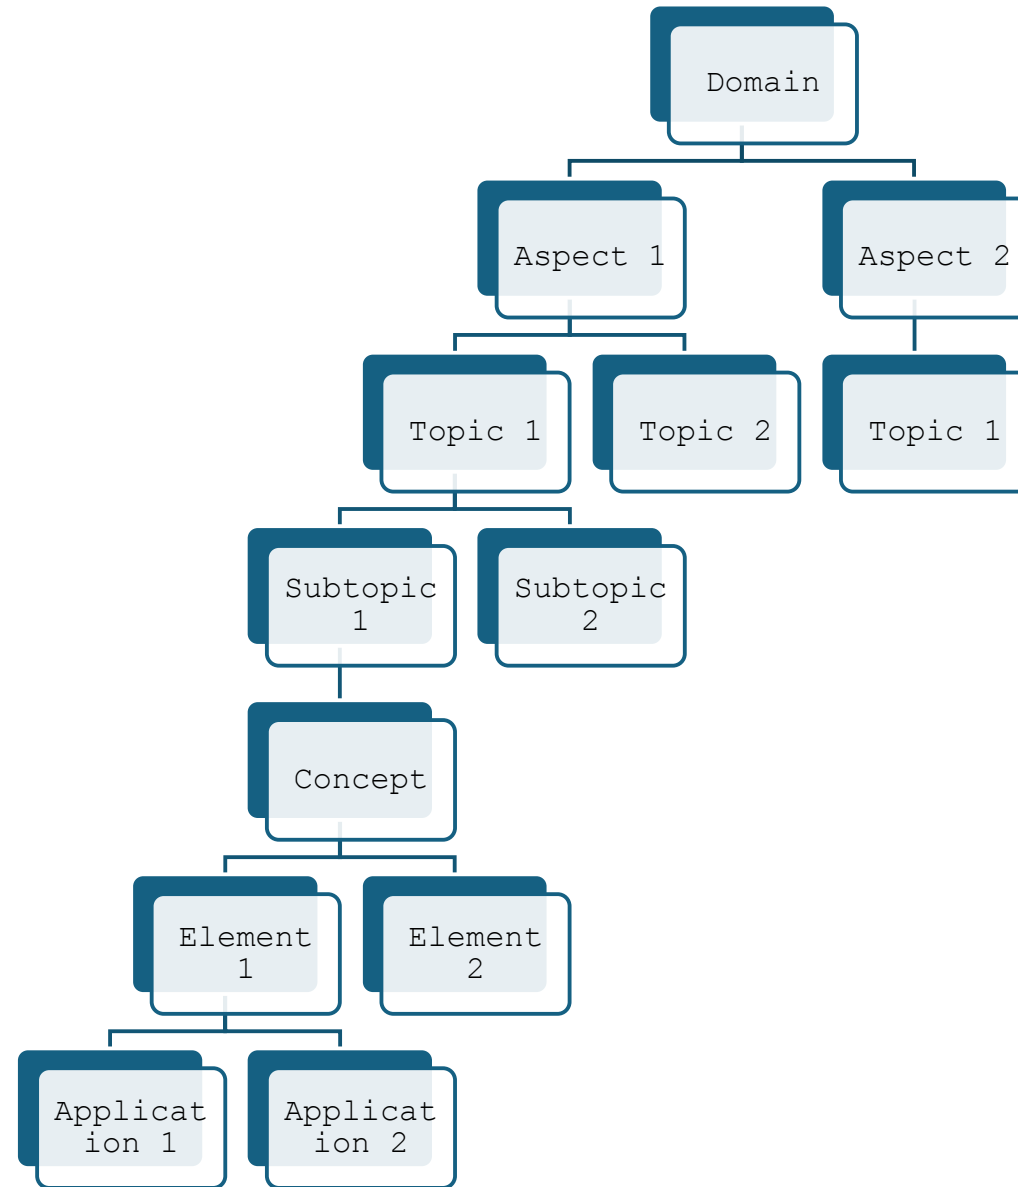 Domain
Aspect 1
Aspect 2
Topic 1
Topic 2
Topic 1
Subtopic
1
Subtopic
2
Concept
Element
1
Element
2
Applicat
ion 1
Applicat
ion 2